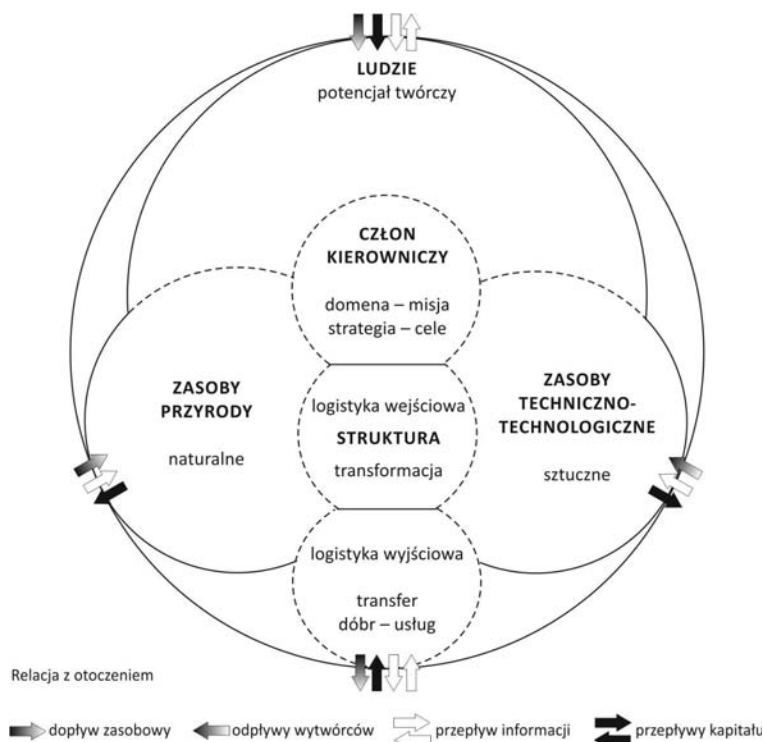 LUDZIE
potencjał twórczy
CZŁON
KIEROWNICZY
domena – misja
strategia – cele
ZASOBY
PRZYRODY
naturalne
logistyka wejściowa
STRUKTURA
transformacja
ZASOBY
TECHNICZNO-
TECHNOLOGICZNE
sztuczne
logistyka wyjściowa
transfer
dóbr – usług
Relacja z otoczeniem
dopływ zasobowy
odpływy wytwórców
przepływ informacji
przepływy kapitału